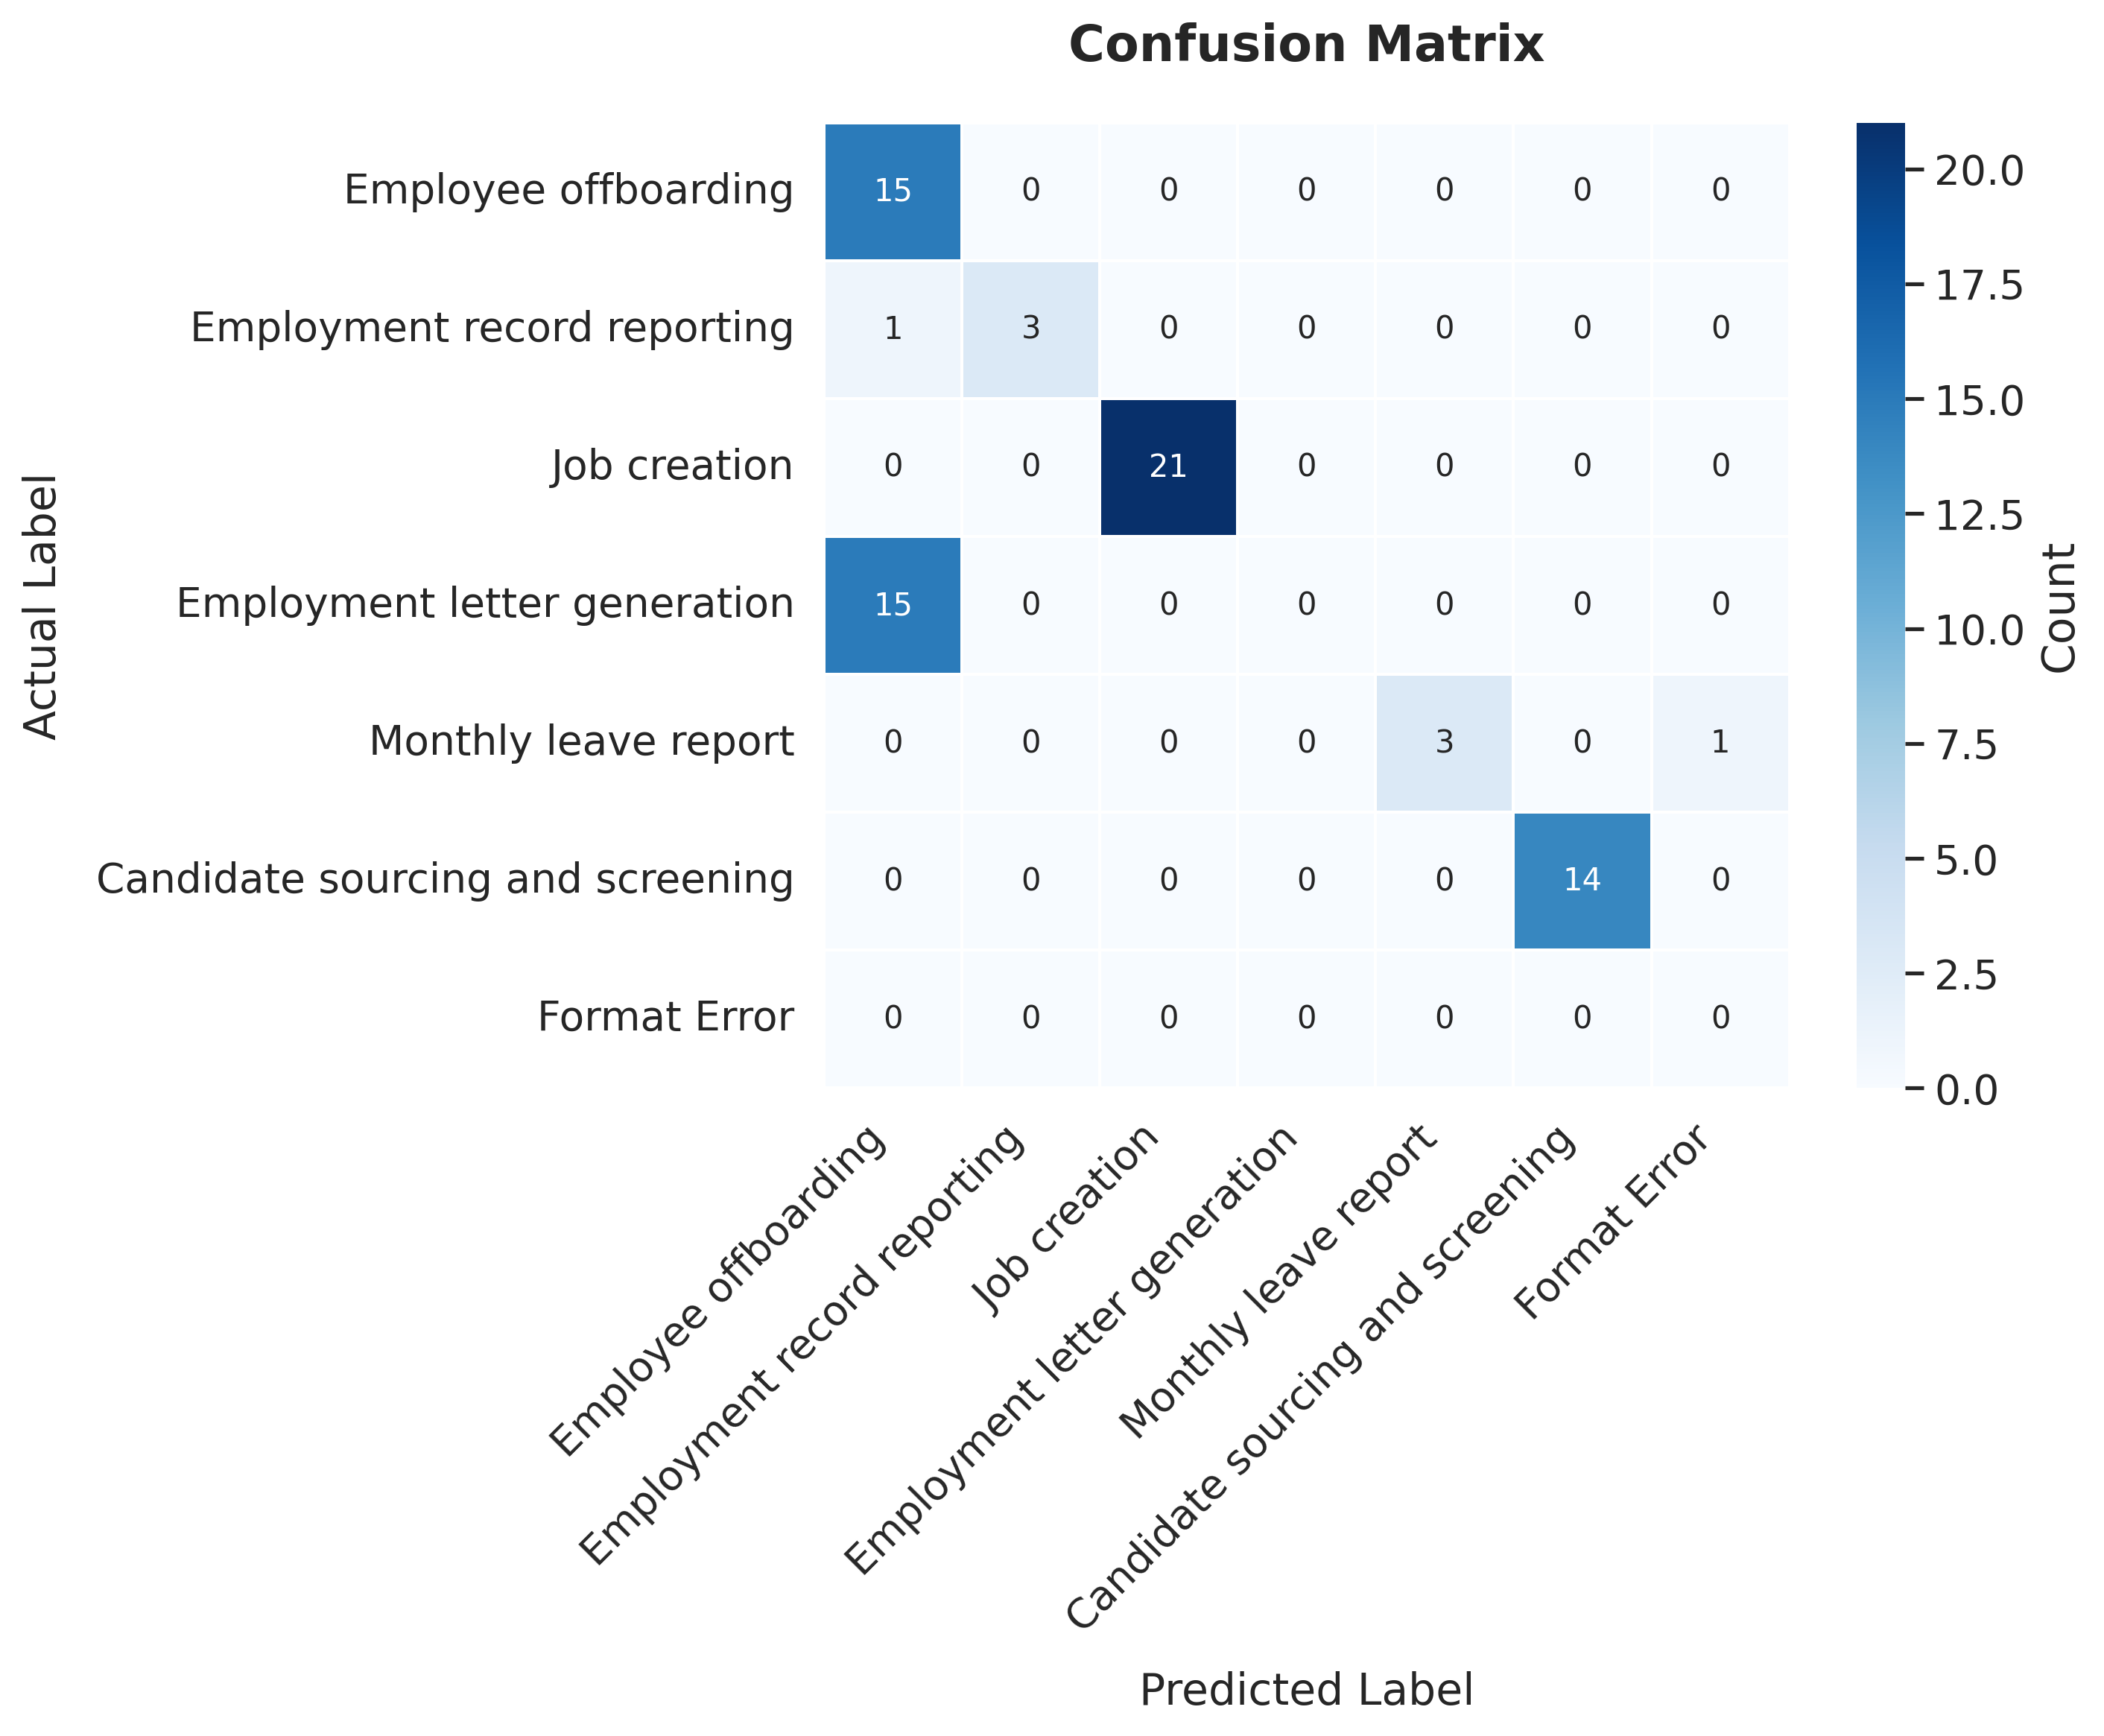 Confusion Matrix
Actual Label
Employee offboarding 15 0 0 0 0 0 0
Employment record reporting 1 3 0 0 0 0 0
Job creation 0 0 21 0 0 0 0
Employment letter generation 15 0 0 0 0 0 0
Monthly leave report 0 0 0 0 3 0 1
Candidate sourcing and screening 0 0 0 0 0 14 0
Format Error 0 0 0 0 0 0 0
Employee offboarding
Employment record reporting
Job creation
Employment letter generation
Monthly leave report
Candidate sourcing and screening
Format Error
Predicted Label
20.0
17.5
15.0
12.5
10.0
7.5
5.0
2.5
0.0
Count